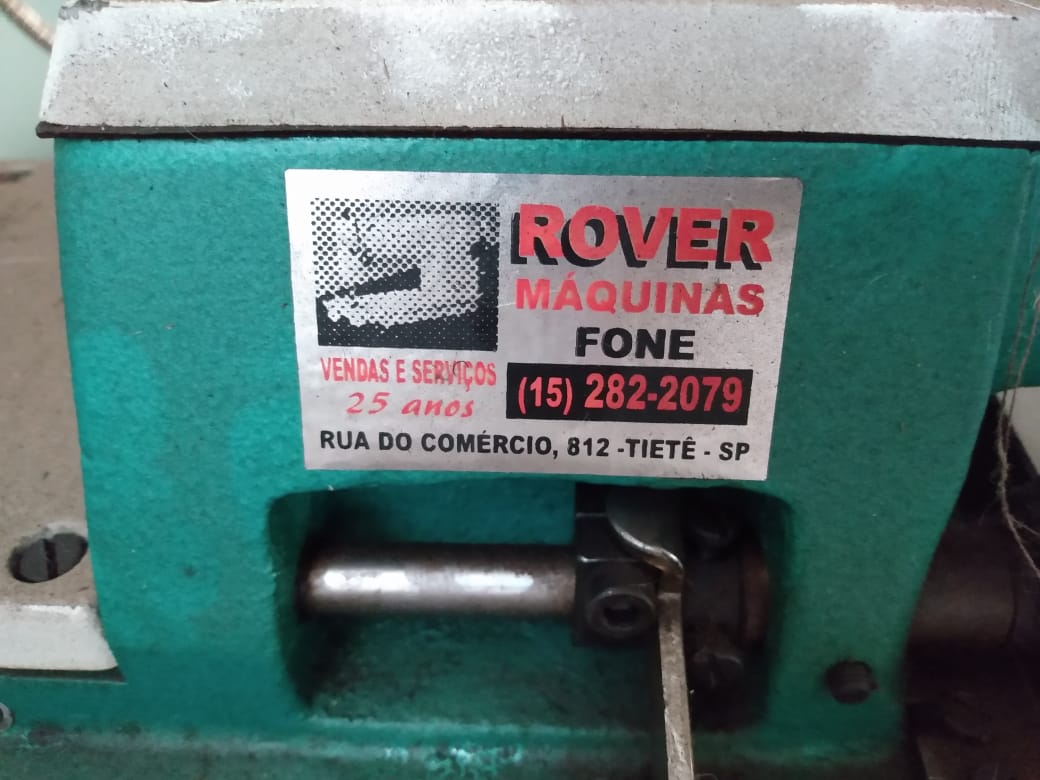 ROVER
MÁQUINAS
FONE
(15) 282-2079
VENDAS E SERVIÇOS
25 anos
RUA DO COMÉRCIO, 812 -TIETÊ - SP